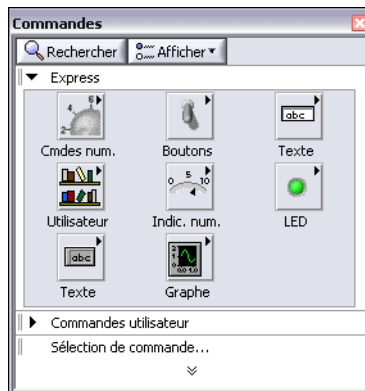 Commandes
Rechercher Afficher
Express
Cmdes num. Boutons Texte
Utilisateur Indic. num. LED
Texte Graphe
Commandes utilisateur
Sélection de commande...